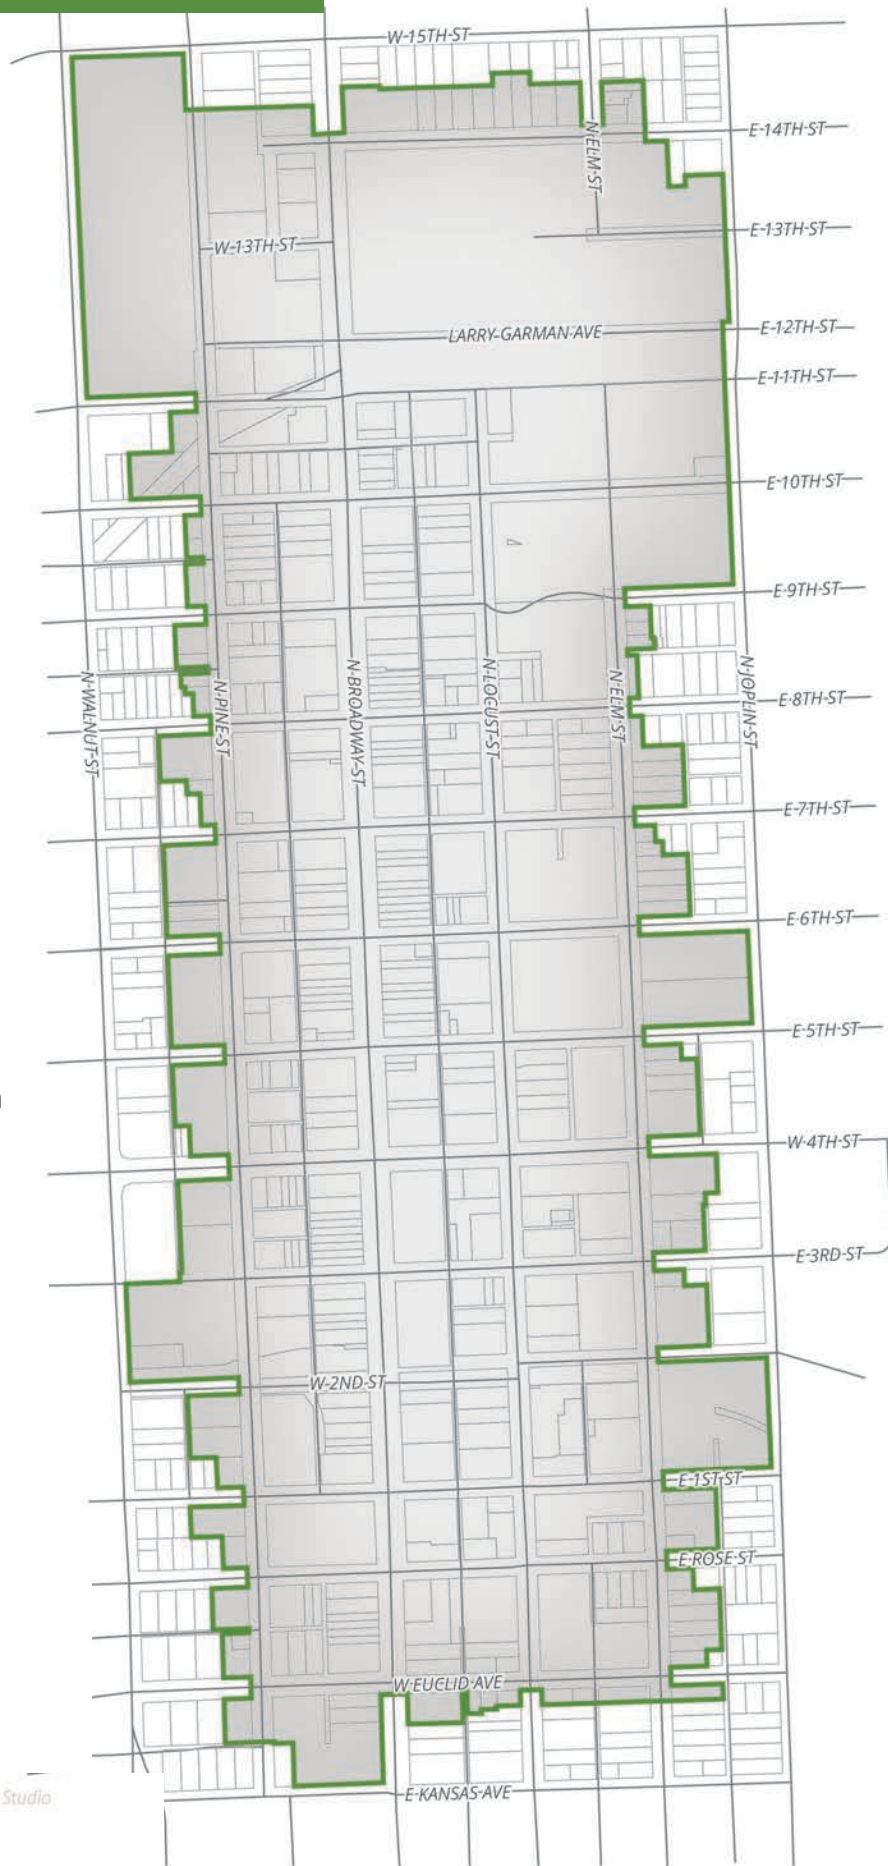 W 15TH ST
E 14TH ST
N ELM ST
E 13TH ST
W 13TH ST
E 12TH ST
LARRY GARMAN AVE
E 11TH ST
E 10TH ST
E 9TH ST
N WALNUT ST
N PINE ST
N BROADWAY ST
N LOCUST ST
N ELM ST
N JOPLIN ST
E 8TH ST
E 7TH ST
E 6TH ST
E 5TH ST
W 4TH ST
E 3RD ST
W 2ND ST
E 1ST ST
E ROSE ST
W EUCLID AVE
E KANSAS AVE
Studio